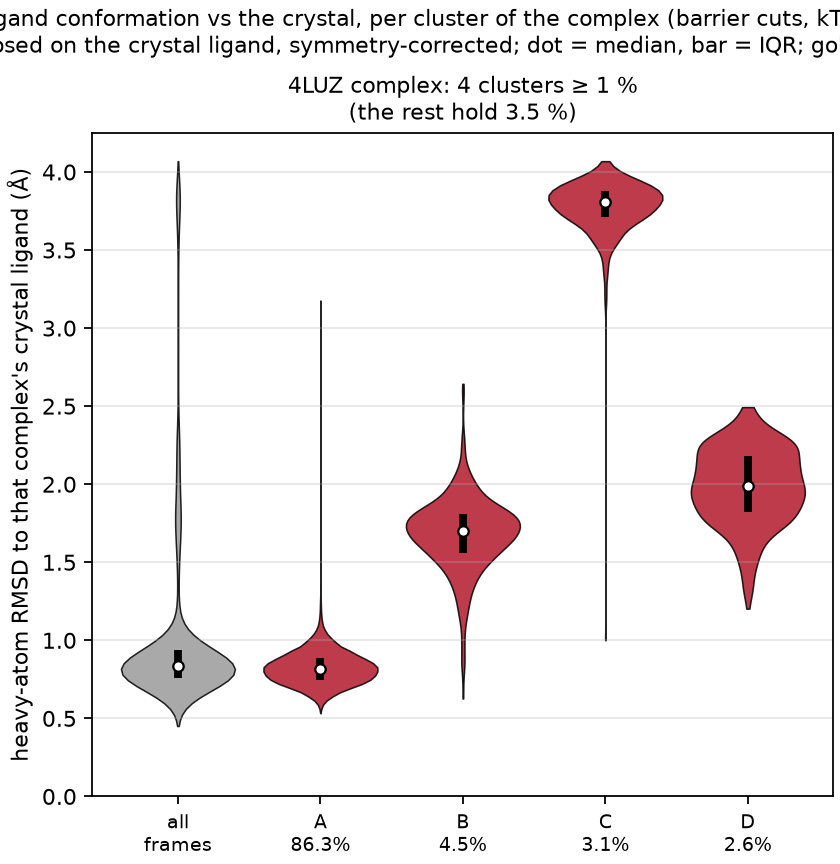 gand conformation vs the crystal, per cluster of the complex (barrier cuts, kT
osed on the crystal ligand, symmetry-corrected; dot = median, bar = IQR; go
4LUZ complex: 4 clusters ≥ 1 %
(the rest hold 3.5 %)
heavy-atom RMSD to that complex's crystal ligand (Å)
4.0
3.5
3.0
2.5
2.0
1.5
1.0
0.5
0.0
all A B C D
frames 86.3% 4.5% 3.1% 2.6%